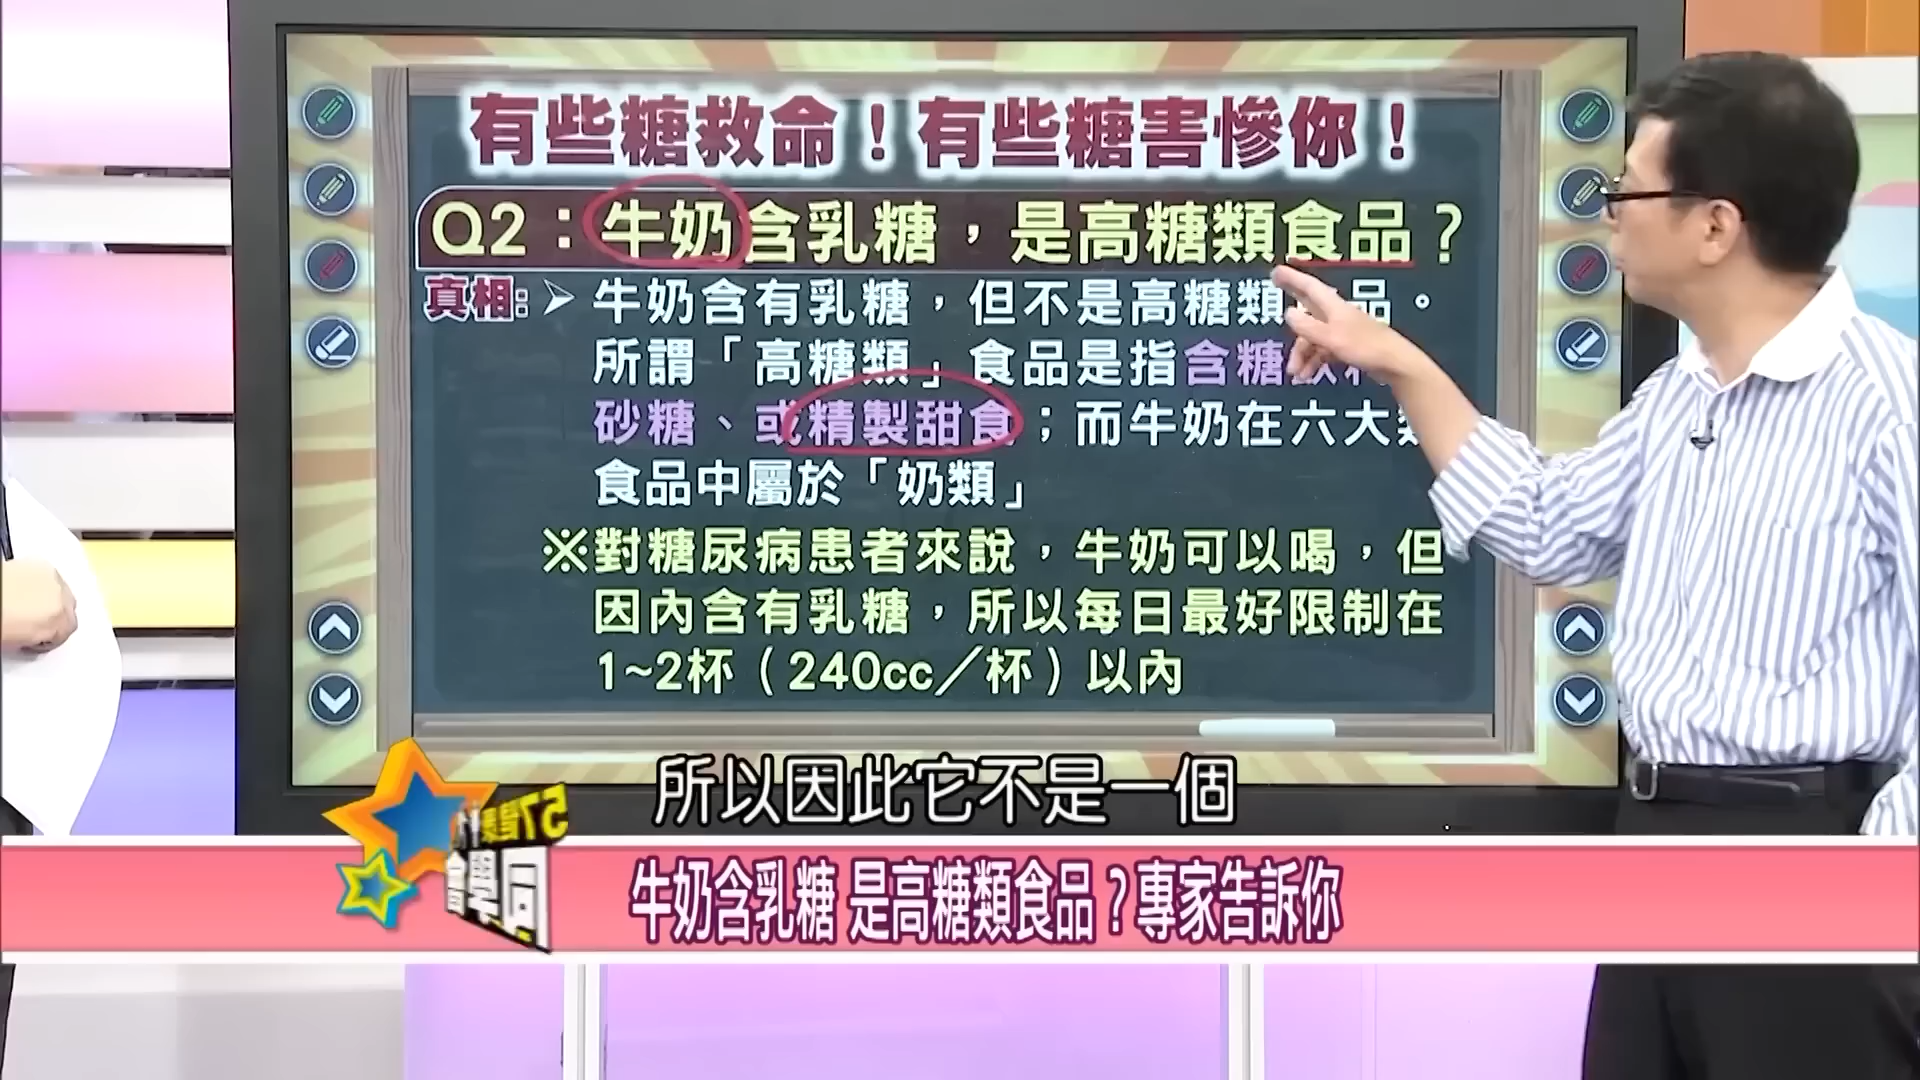 有些糖救命！有些糖害慘你！
Q2：牛奶含乳糖，是高糖類食品？
真相:➢牛奶含有乳糖，但不是高糖類品。
所謂「高糖類」食品是指含糖
砂糖、或精製甜食；而牛奶在六大
食品中屬於「奶類」
※對糖尿病患者來說，牛奶可以喝，但
因內含有乳糖，所以每日最好限制在
1~2杯（240cc／杯）以內
所以因此它不是一個
牛奶含乳糖 是高糖類食品？專家告訴你
57健康
同學會